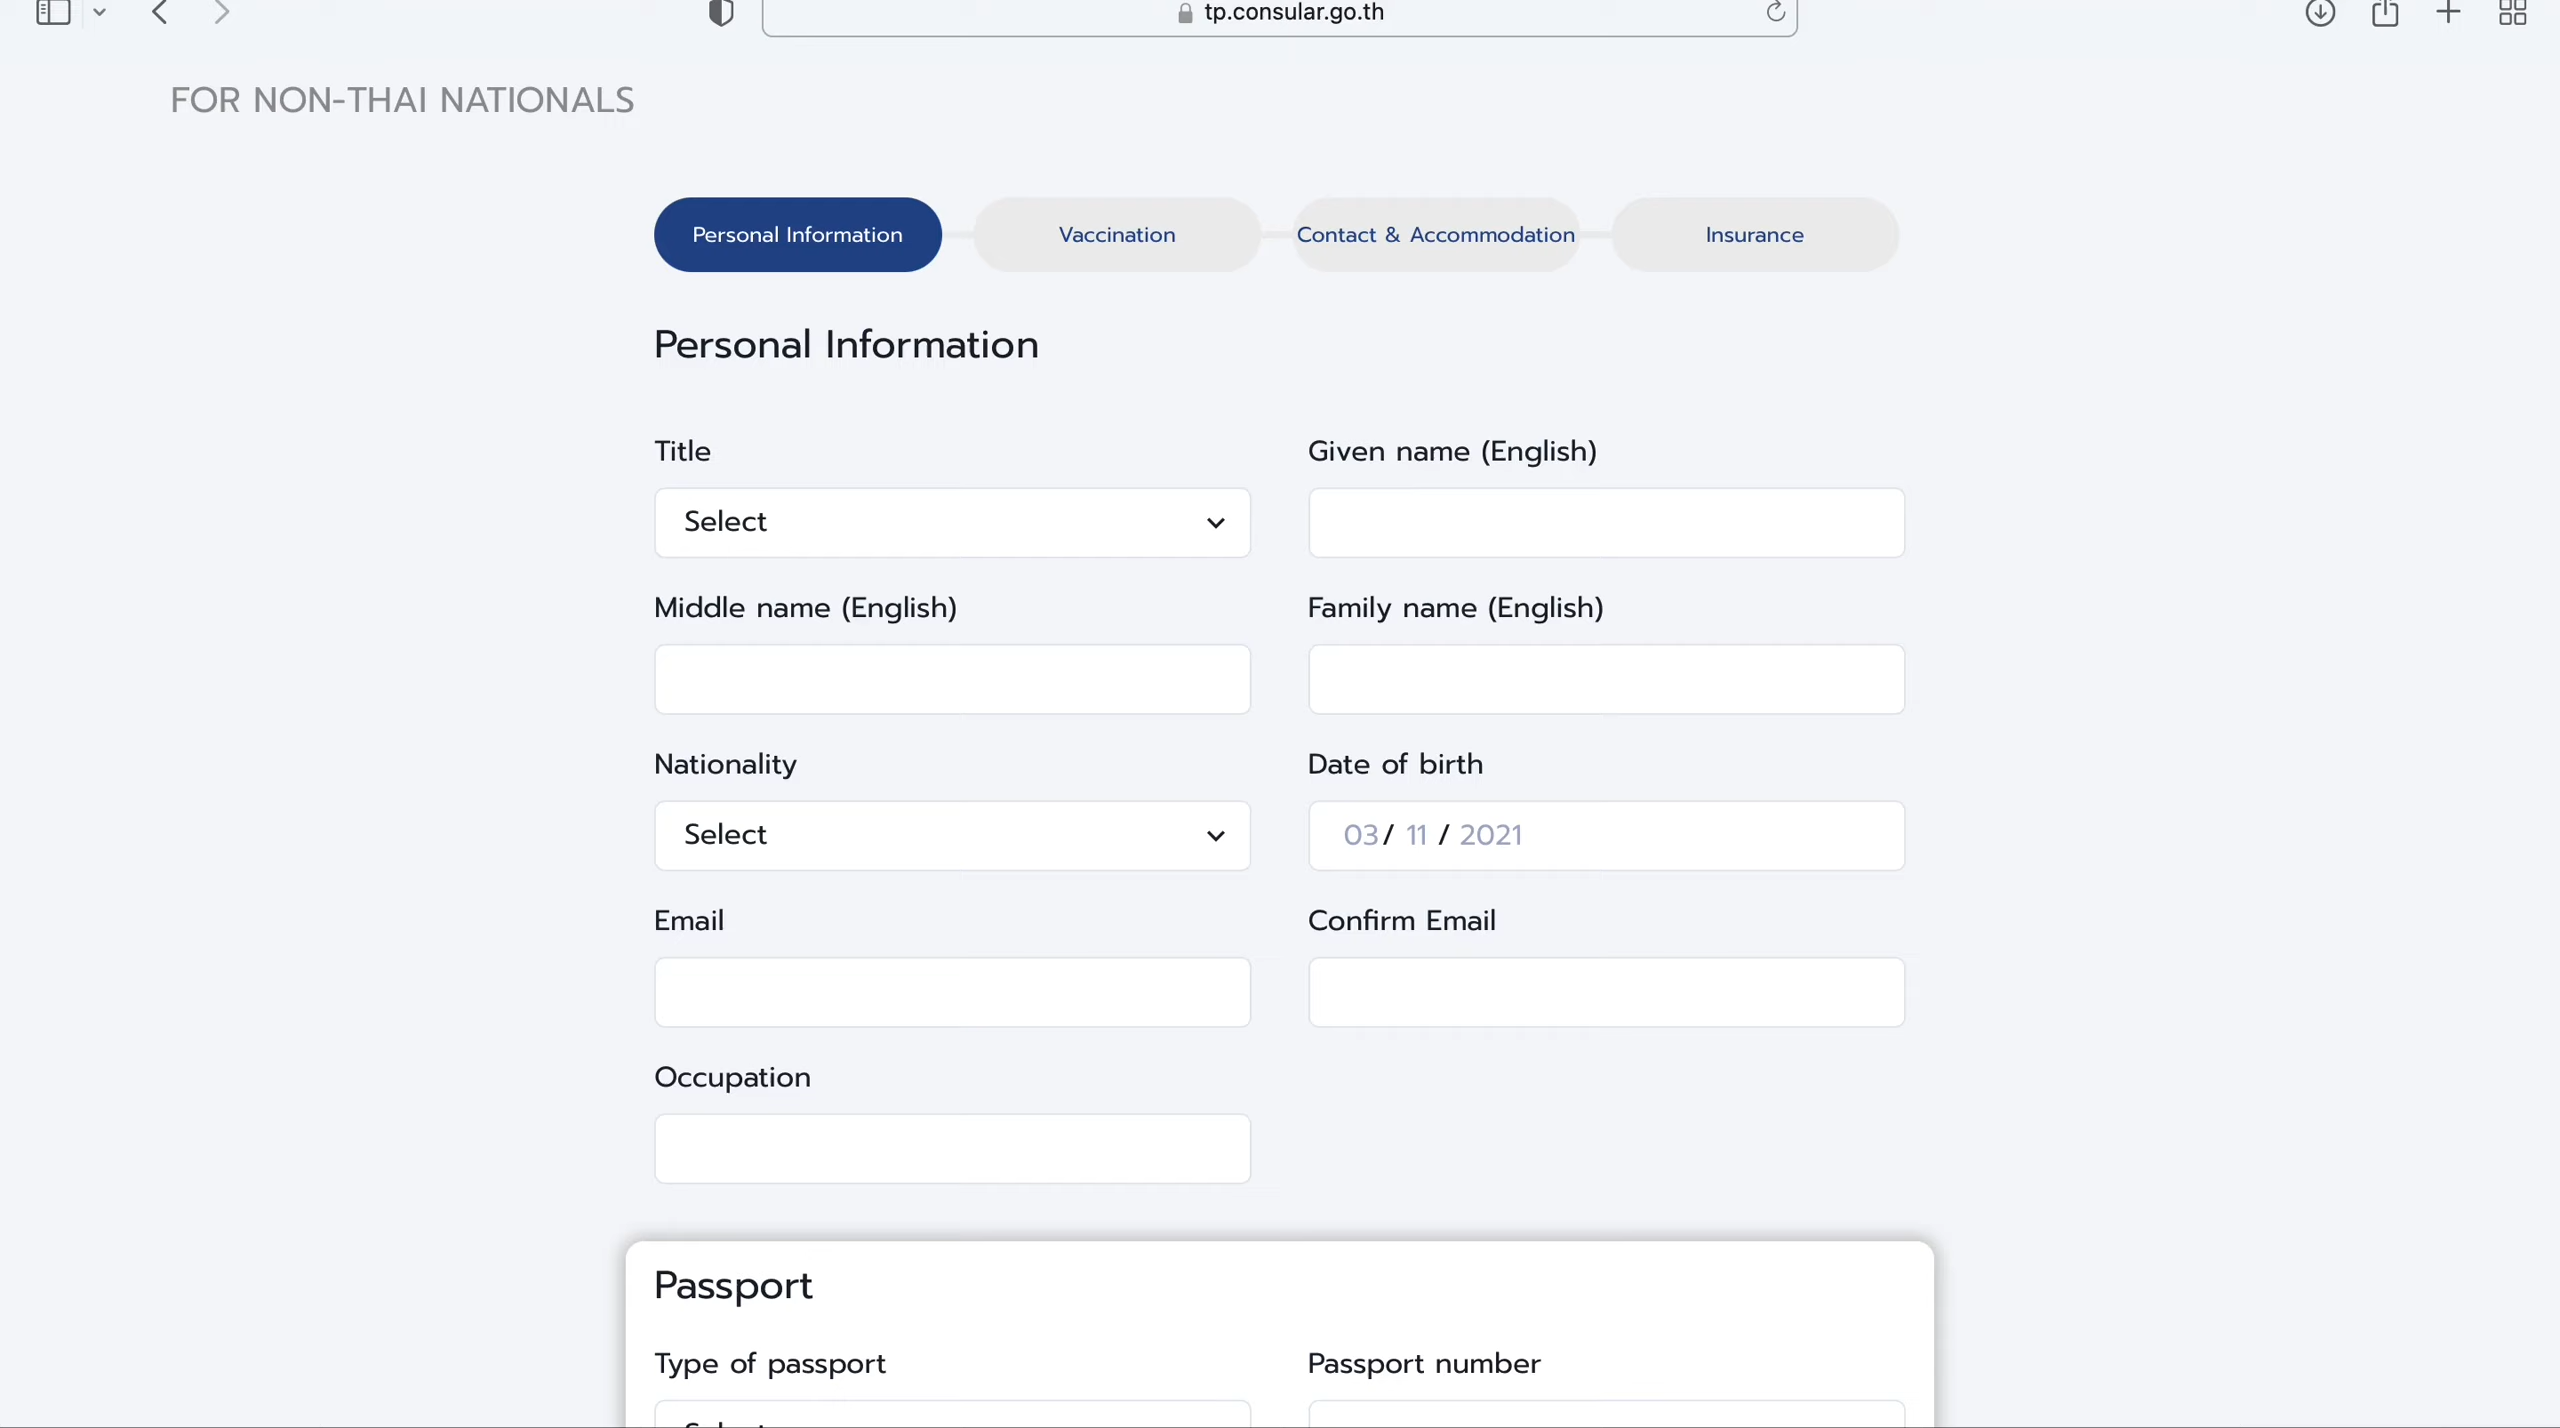 tp.consular.go.th
FOR NON-THAI NATIONALS
Personal Information
Vaccination
Contact & Accommodation
Insurance
Personal Information
Title
Given name (English)
Select
Middle name (English)
Family name (English)
Nationality
Date of birth
Select
03/ 11 / 2021
Email
Confirm Email
Occupation
Passport
Type of passport
Passport number